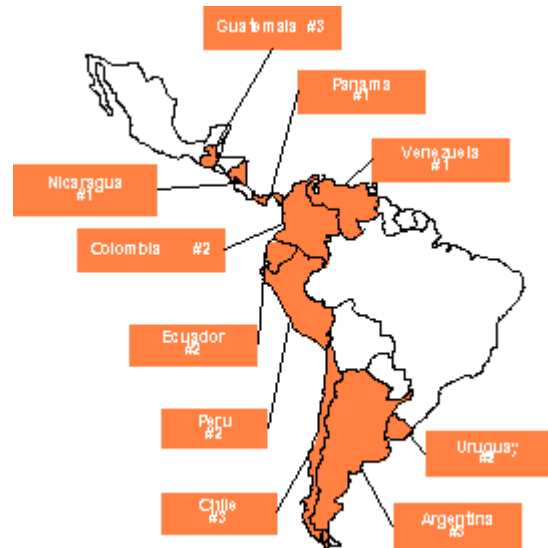 Guatemala #3
Panama
#1
Venezuela
#1
Nicaragua
#1
Colombia #2
Ecuador
#2
Peru
#2
Uruguay
#2
Chile
#3
Argentina
#3